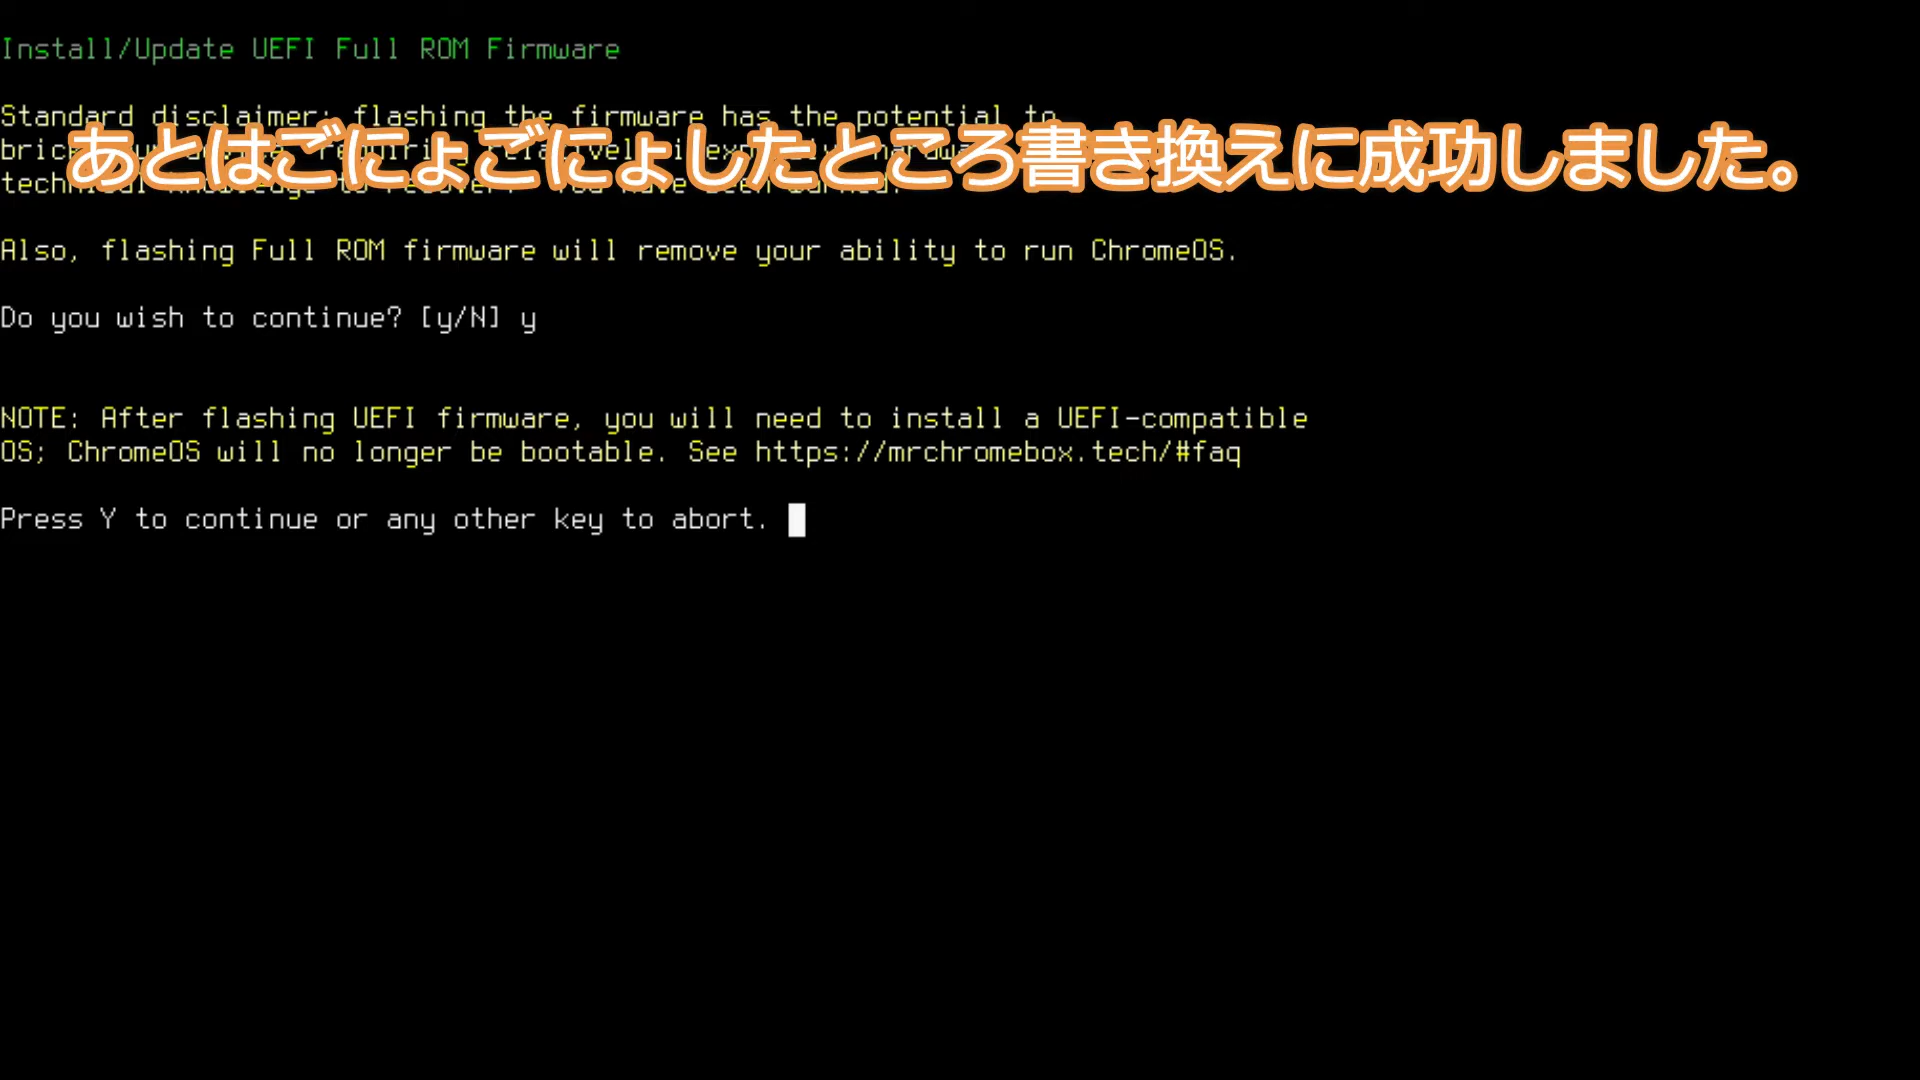 Install/Update UEFI Full ROM Firmware
Standard disclaimer: flashing the firmware has the potential to
あとはごにょごにょしたところ書き換えに成功しました。
Also, flashing Full ROM firmware will remove your ability to run ChromeOS.
Do you wish to continue? [y/N] y
NOTE: After flashing UEFI firmware, you will need to install a UEFI-compatible
OS; ChromeOS will no longer be bootable. See https://mrchromebox.tech/#faq
Press Y to continue or any other key to abort.